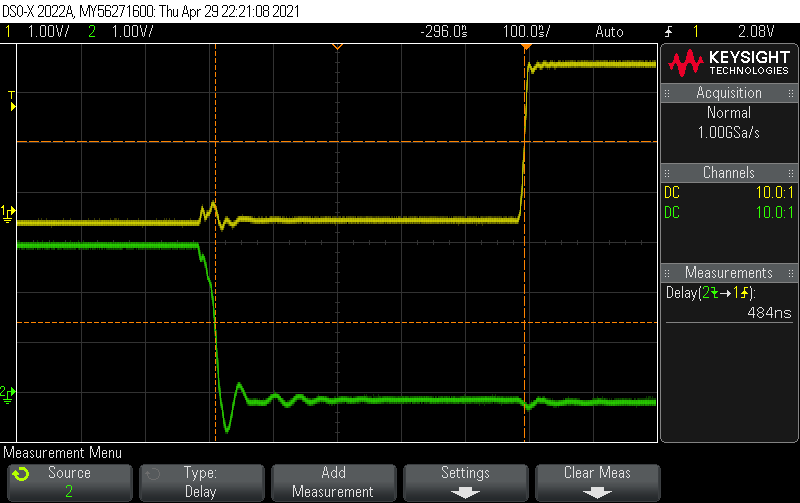 DSO-X 2022A, MY56271600: Thu Apr 29 22:21:08 2021
1 1.00V/ 2 1.00V/ -296.0ns 100.0ns/ Auto 1 2.08V
KEYSIGHT
TECHNOLOGIES
Acquisition
Normal
1.00GSa/s
Channels
DC 10.0:1
DC 10.0:1
Measurements
Delay(2→1):
484ns
T
1
2
Measurement Menu
Source
2
Type:
Delay
Add
Measurement
Settings
Clear Meas